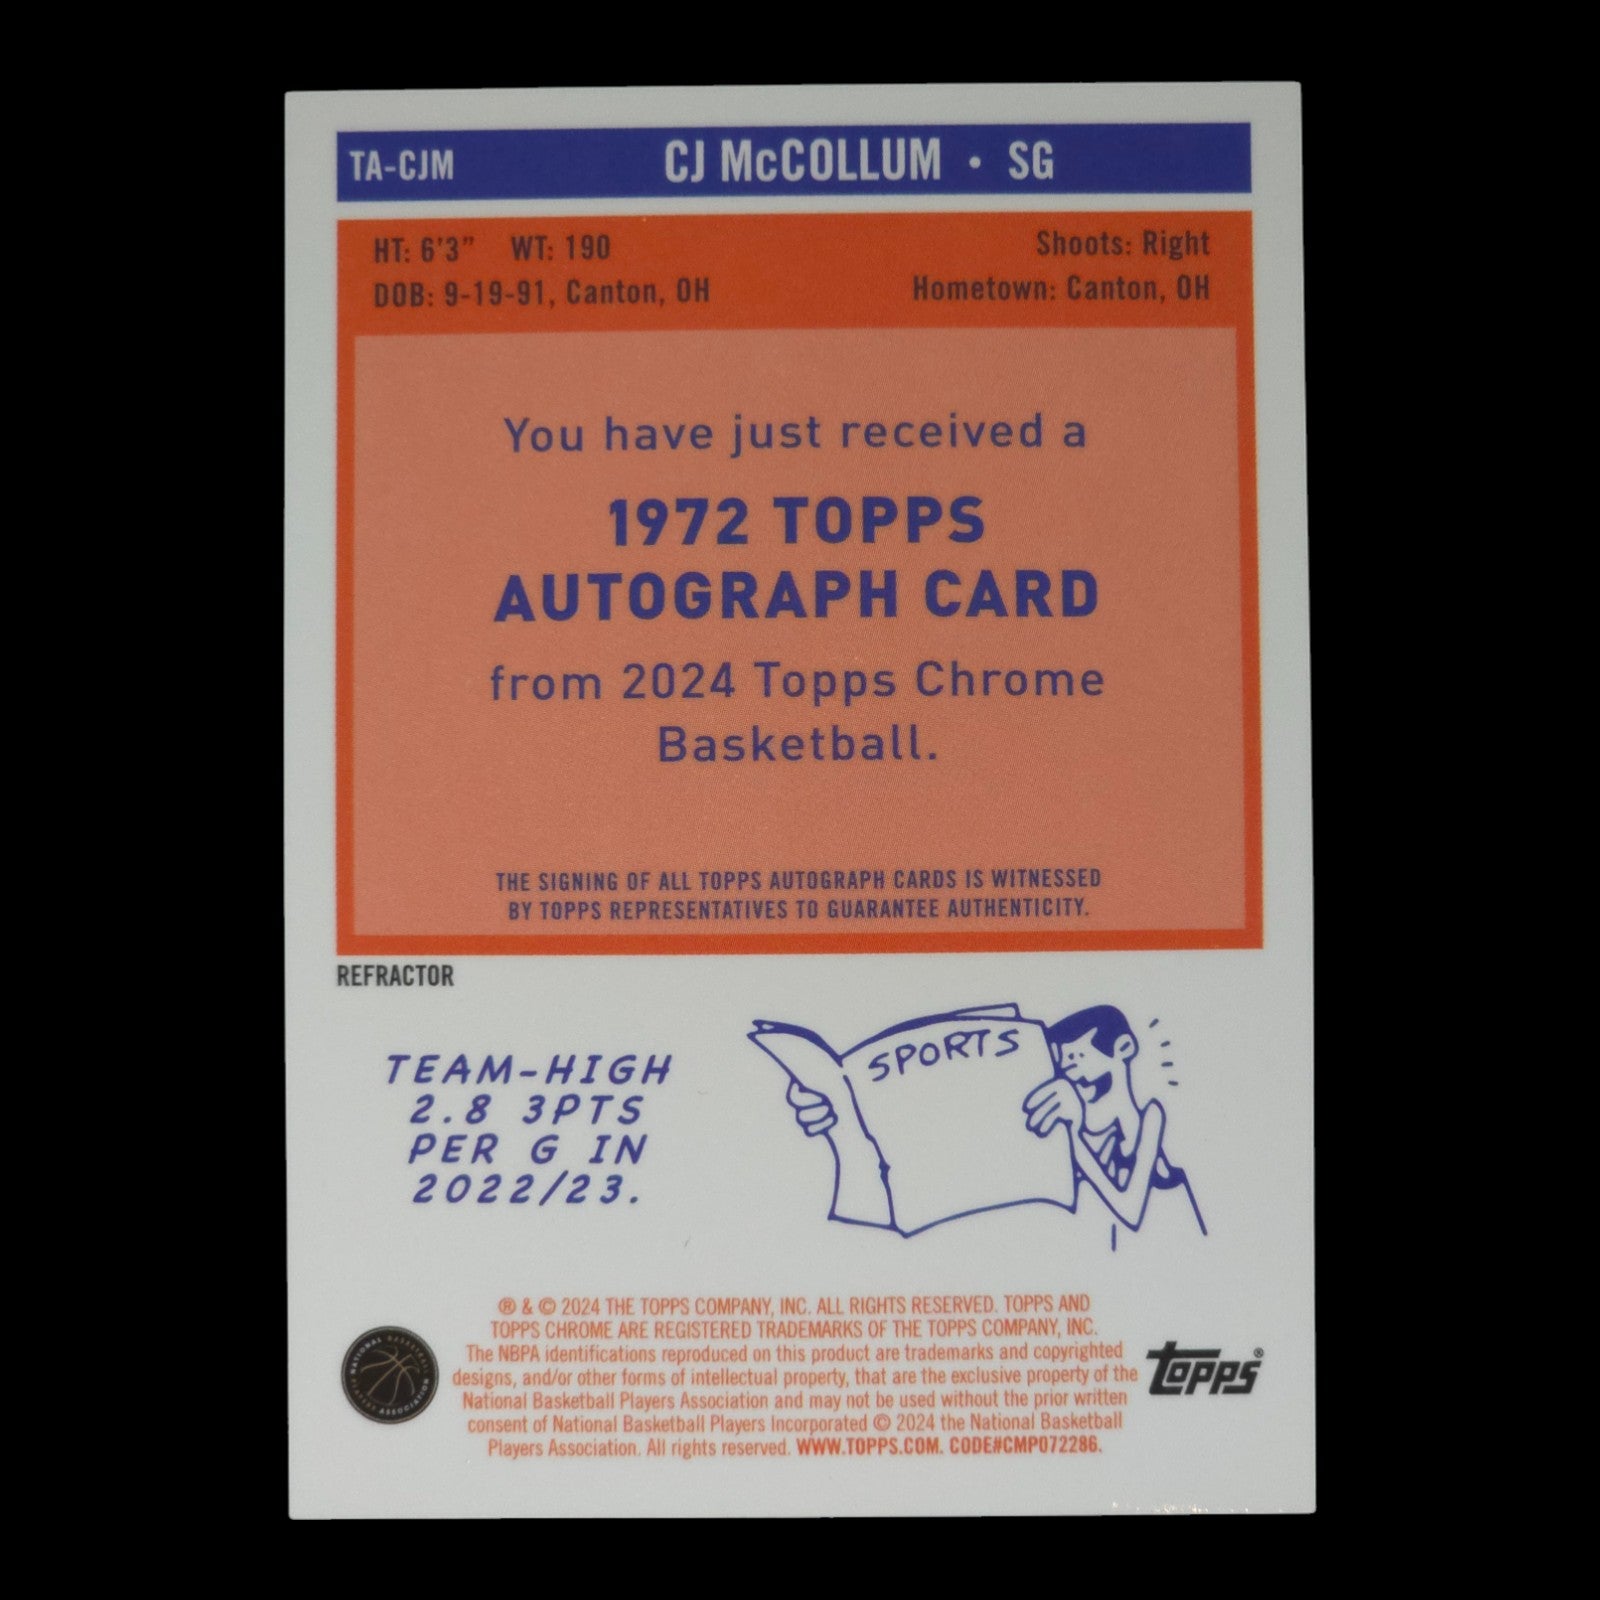 TA-CJM
CJ McCOLLUM • SG
HT: 6'3" WT: 190
Shoots: Right
DOB: 9-19-91, Canton, OH
Hometown: Canton, OH
You have just received a
1972 TOPPS
AUTOGRAPH CARD
from 2024 Topps Chrome
Basketball.
THE SIGNING OF ALL TOPPS AUTOGRAPH CARDS IS WITNESSED
BY TOPPS REPRESENTATIVES TO GUARANTEE AUTHENTICITY.
REFRACTOR
TEAM-HIGH
2.8 3PTS
PER G IN
2022/23.
SPORTS
® & © 2024 THE TOPPS COMPANY, INC. ALL RIGHTS RESERVED. TOPPS AND
TOPPS CHROME ARE REGISTERED TRADEMARKS OF THE TOPPS COMPANY, INC.
The NBPA identifications reproduced on this product are trademarks and copyrighted
designs, and/or other forms of intellectual property, that are the exclusive property of the
National Basketball Players Association and may not be used without the prior written
consent of National Basketball Players Incorporated © 2024 the National Basketball
Players Association. All rights reserved. WWW.TOPPS.COM. CODE#CMP072286.
NATIONAL BASKETBALL PLAYERS ASSOCIATION
topps®